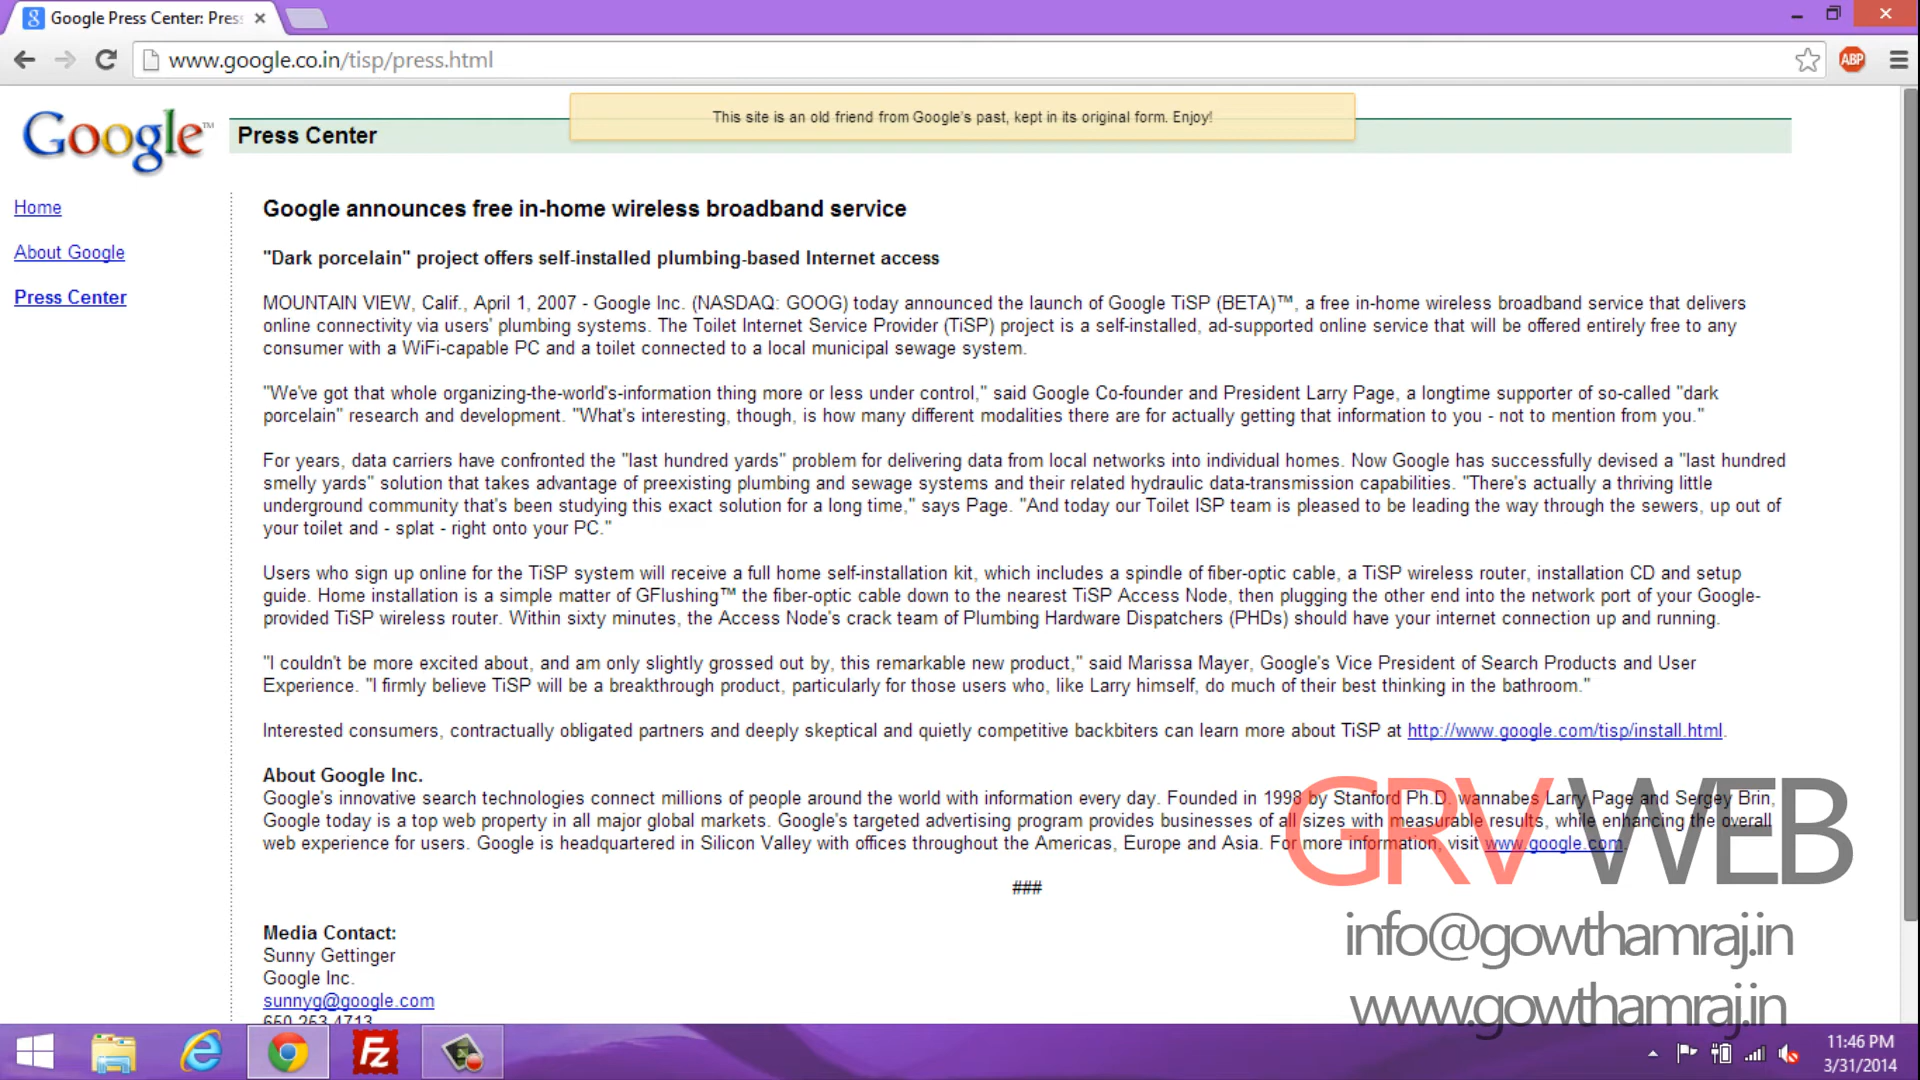 Google Press Center: Pres
www.google.co.in/tisp/press.html
ABP
This site is an old friend from Google's past, kept in its original form. Enjoy!
Google™
Press Center
Home
About Google
Press Center
Google announces free in-home wireless broadband service
"Dark porcelain" project offers self-installed plumbing-based Internet access
MOUNTAIN VIEW, Calif., April 1, 2007 - Google Inc. (NASDAQ: GOOG) today announced the launch of Google TiSP (BETA)™, a free in-home wireless broadband service that delivers
online connectivity via users' plumbing systems. The Toilet Internet Service Provider (TiSP) project is a self-installed, ad-supported online service that will be offered entirely free to any
consumer with a WiFi-capable PC and a toilet connected to a local municipal sewage system.
"We've got that whole organizing-the-world's-information thing more or less under control," said Google Co-founder and President Larry Page, a longtime supporter of so-called "dark
porcelain" research and development. "What's interesting, though, is how many different modalities there are for actually getting that information to you - not to mention from you."
For years, data carriers have confronted the "last hundred yards" problem for delivering data from local networks into individual homes. Now Google has successfully devised a "last hundred
smelly yards" solution that takes advantage of preexisting plumbing and sewage systems and their related hydraulic data-transmission capabilities. "There's actually a thriving little
underground community that's been studying this exact solution for a long time," says Page. "And today our Toilet ISP team is pleased to be leading the way through the sewers, up out of
your toilet and - splat - right onto your PC."
Users who sign up online for the TiSP system will receive a full home self-installation kit, which includes a spindle of fiber-optic cable, a TiSP wireless router, installation CD and setup
guide. Home installation is a simple matter of GFlushing™ the fiber-optic cable down to the nearest TiSP Access Node, then plugging the other end into the network port of your Google-
provided TiSP wireless router. Within sixty minutes, the Access Node's crack team of Plumbing Hardware Dispatchers (PHDs) should have your internet connection up and running.
"I couldn't be more excited about, and am only slightly grossed out by, this remarkable new product," said Marissa Mayer, Google's Vice President of Search Products and User
Experience. "I firmly believe TiSP will be a breakthrough product, particularly for those users who, like Larry himself, do much of their best thinking in the bathroom."
Interested consumers, contractually obligated partners and deeply skeptical and quietly competitive backbiters can learn more about TiSP at http://www.google.com/tisp/install.html.
About Google Inc.
Google's innovative search technologies connect millions of people around the world with information every day. Founded in 1998 by Stanford Ph.D. wannabes Larry Page and Sergey Brin,
Google today is a top web property in all major global markets. Google's targeted advertising program provides businesses of all sizes with measurable results, while enhancing the overall
web experience for users. Google is headquartered in Silicon Valley with offices throughout the Americas, Europe and Asia. For more information, visit www.google.com.
###
Media Contact:
Sunny Gettinger
Google Inc.
sunnyg@google.com
650 253 4713
GRV WEB
info@gowthamraj.in
www.gowthamraj.in
Fz
11:46 PM
3/31/2014